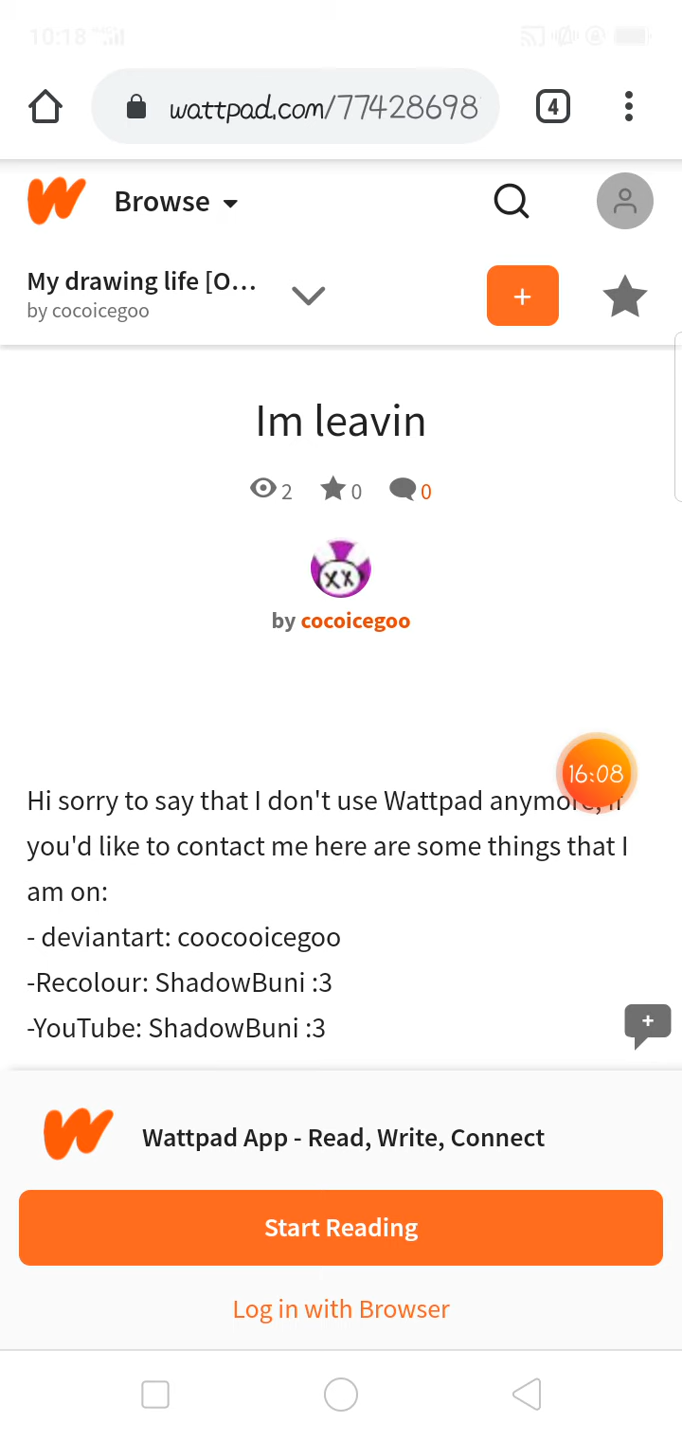 10:18
wattpad.com/77428698
4
Browse
My drawing life [O...
by cocoicegoo
+
Im leavin
2 0 0
XX
by cocoicegoo
16:08
Hi sorry to say that I don't use Wattpad anymore, if
you'd like to contact me here are some things that I
am on:
- deviantart: coocooicegoo
-Recolour: ShadowBuni :3
-YouTube: ShadowBuni :3
+
Wattpad App - Read, Write, Connect
Start Reading
Log in with Browser